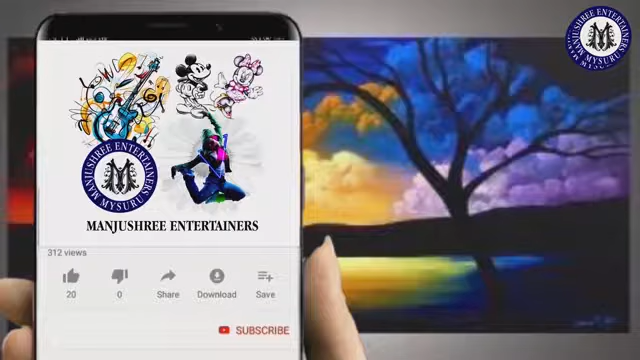 MANJUSHREE ENTERTAINERS
MYSURU
MANJUSHREE ENTERTAINERS
MYSURU
MANJUSHREE ENTERTAINERS
312 views
20
0
Share
Download
Save
SUBSCRIBE